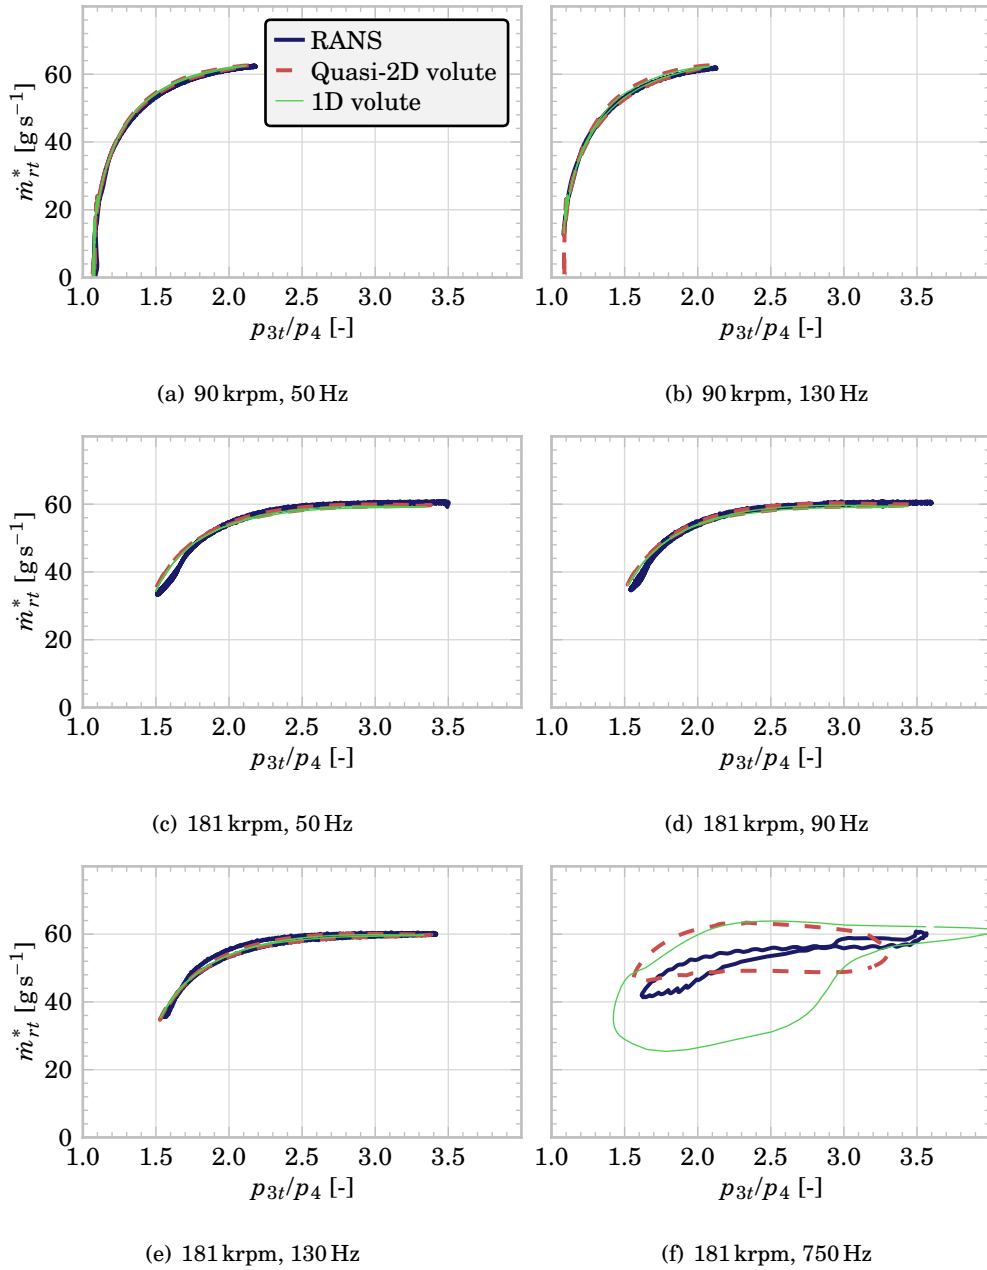 RANS
Quasi-2D volute
1D volute
60
40
20
0
ṁ*rt [g s⁻¹]
1.0 1.5 2.0 2.5 3.0 3.5
p3t/p4 [-]
(a) 90 krpm, 50 Hz
1.0 1.5 2.0 2.5 3.0 3.5
p3t/p4 [-]
(b) 90 krpm, 130 Hz
60
40
20
0
ṁ*rt [g s⁻¹]
1.0 1.5 2.0 2.5 3.0 3.5
p3t/p4 [-]
(c) 181 krpm, 50 Hz
1.0 1.5 2.0 2.5 3.0 3.5
p3t/p4 [-]
(d) 181 krpm, 90 Hz
60
40
20
0
ṁ*rt [g s⁻¹]
1.0 1.5 2.0 2.5 3.0 3.5
p3t/p4 [-]
(e) 181 krpm, 130 Hz
1.0 1.5 2.0 2.5 3.0 3.5
p3t/p4 [-]
(f) 181 krpm, 750 Hz